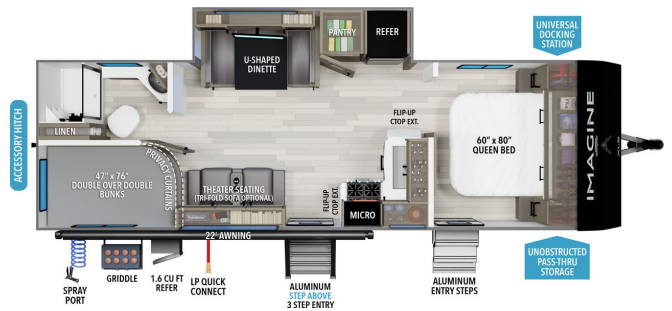 UNIVERSAL
DOCKING
STATION
PANTRY
REFER
U-SHAPED
DINETTE
ACCESSORY HITCH
LINEN
FLIP-UP
CTOP EXT.
60" x 80"
QUEEN BED
IMAGINE
47" x 76"
DOUBLE OVER DOUBLE
BUNKS
PRIVACY CURTAINS
THEATER SEATING
(TRI-FOLD SOFA OPTIONAL)
FLIP-UP
CTOP EXT.
MICRO
22' AWNING
SPRAY
PORT
GRIDDLE
1.6 CU FT
REFER
LP QUICK
CONNECT
ALUMINUM
STEP ABOVE
3 STEP ENTRY
ALUMINUM
ENTRY STEPS
UNOBSTRUCTED
PASS-THRU
STORAGE